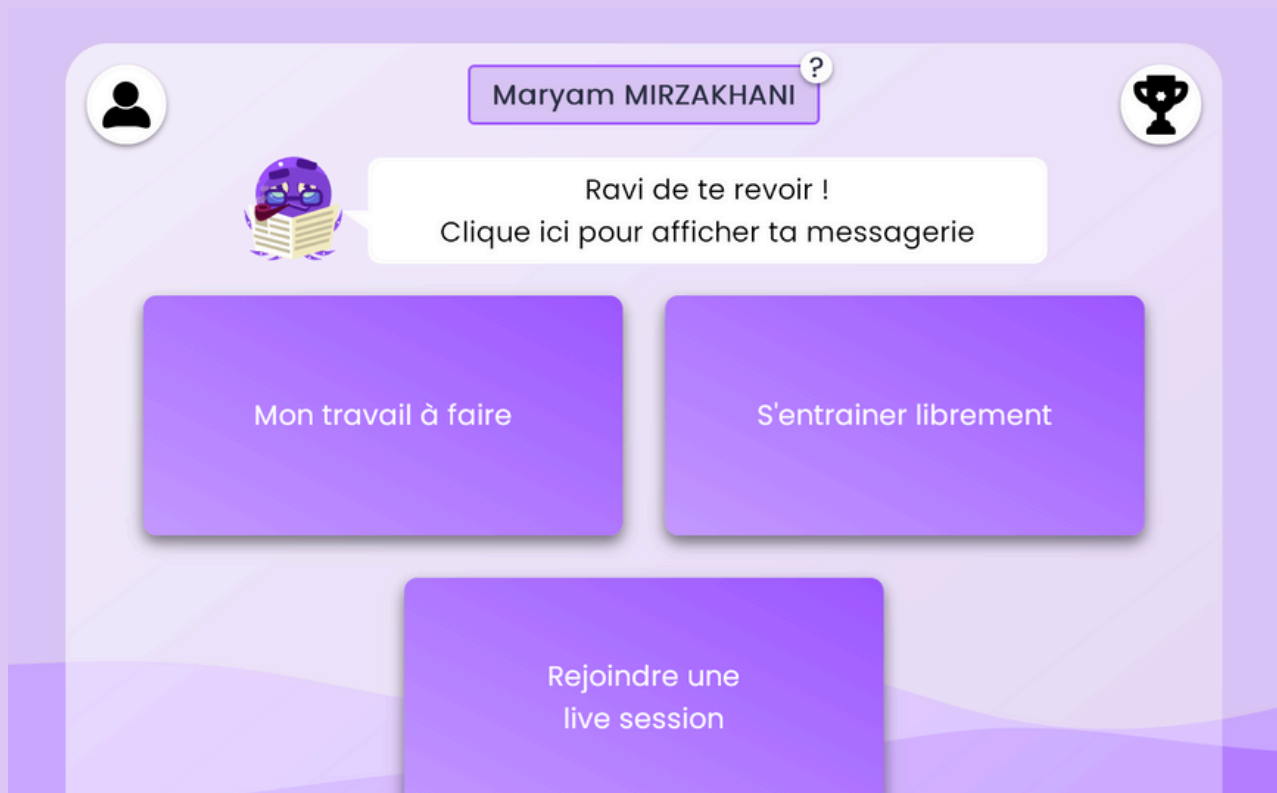 Maryam MIRZAKHANI
?
Ravi de te revoir !
Clique ici pour afficher ta messagerie
Mon travail à faire
S'entrainer librement
Rejoindre une
live session